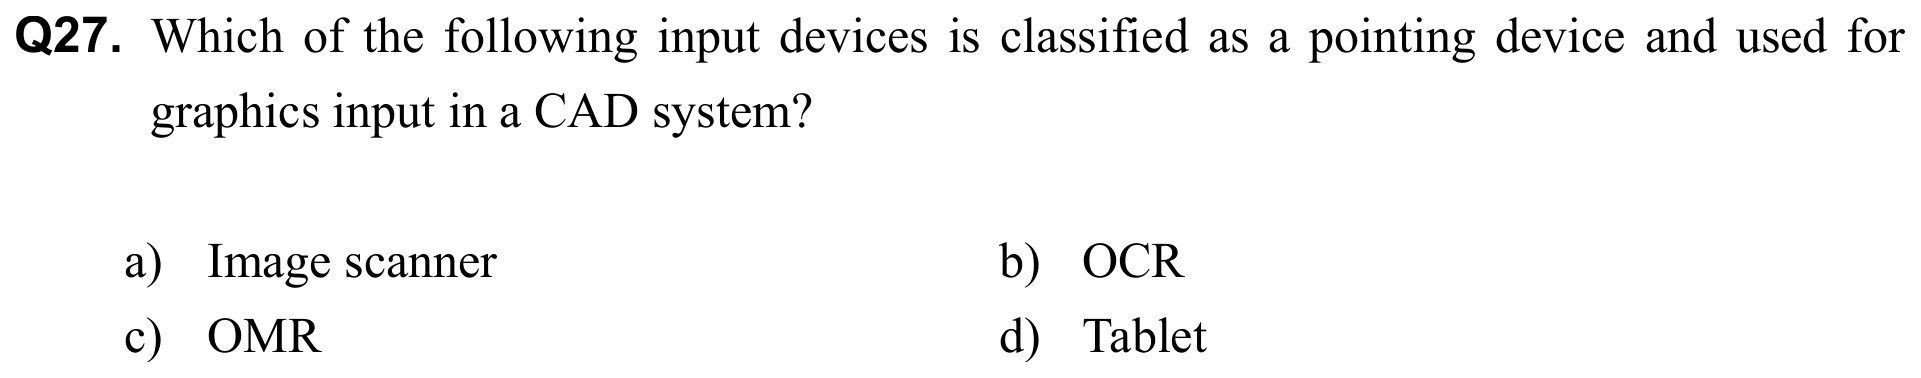 Q27. Which of the following input devices is classified as a pointing device and used for
graphics input in a CAD system?
a) Image scanner b) OCR
c) OMR d) Tablet